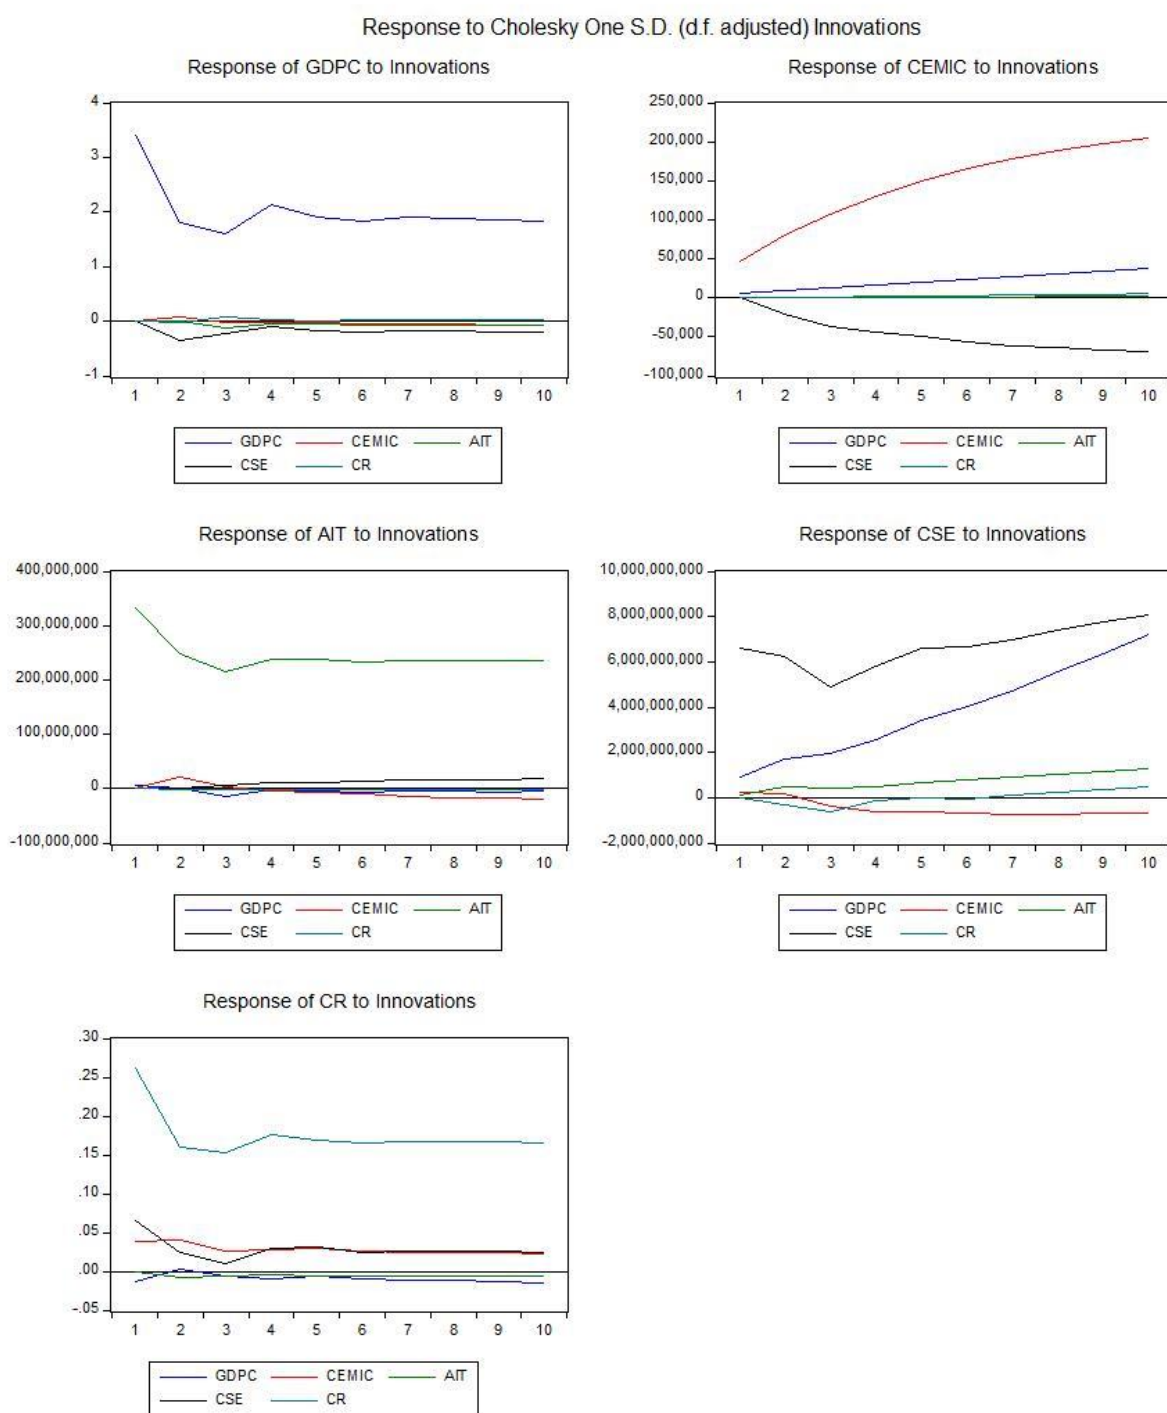 Response to Cholesky One S.D. (d.f. adjusted) Innovations
Response of GDPC to Innovations
4
3
2
1
0
-1
1 2 3 4 5 6 7 8 9 10
GDPC CEMIC AIT
CSE CR
Response of CEMIC to Innovations
250,000
200,000
150,000
100,000
50,000
0
-50,000
-100,000
1 2 3 4 5 6 7 8 9 10
GDPC CEMIC AIT
CSE CR
Response of AIT to Innovations
400,000,000
300,000,000
200,000,000
100,000,000
0
-100,000,000
1 2 3 4 5 6 7 8 9 10
GDPC CEMIC AIT
CSE CR
Response of CSE to Innovations
10,000,000,000
8,000,000,000
6,000,000,000
4,000,000,000
2,000,000,000
0
-2,000,000,000
1 2 3 4 5 6 7 8 9 10
GDPC CEMIC AIT
CSE CR
Response of CR to Innovations
.30
.25
.20
.15
.10
.05
.00
-.05
1 2 3 4 5 6 7 8 9 10
GDPC CEMIC AIT
CSE CR